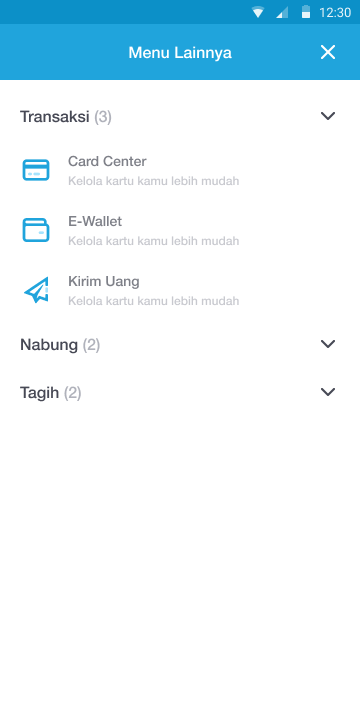 12:30
Menu Lainnya
Transaksi (3)
Card Center
Kelola kartu kamu lebih mudah
E-Wallet
Kelola kartu kamu lebih mudah
Kirim Uang
Kelola kartu kamu lebih mudah
Nabung (2)
Tagih (2)